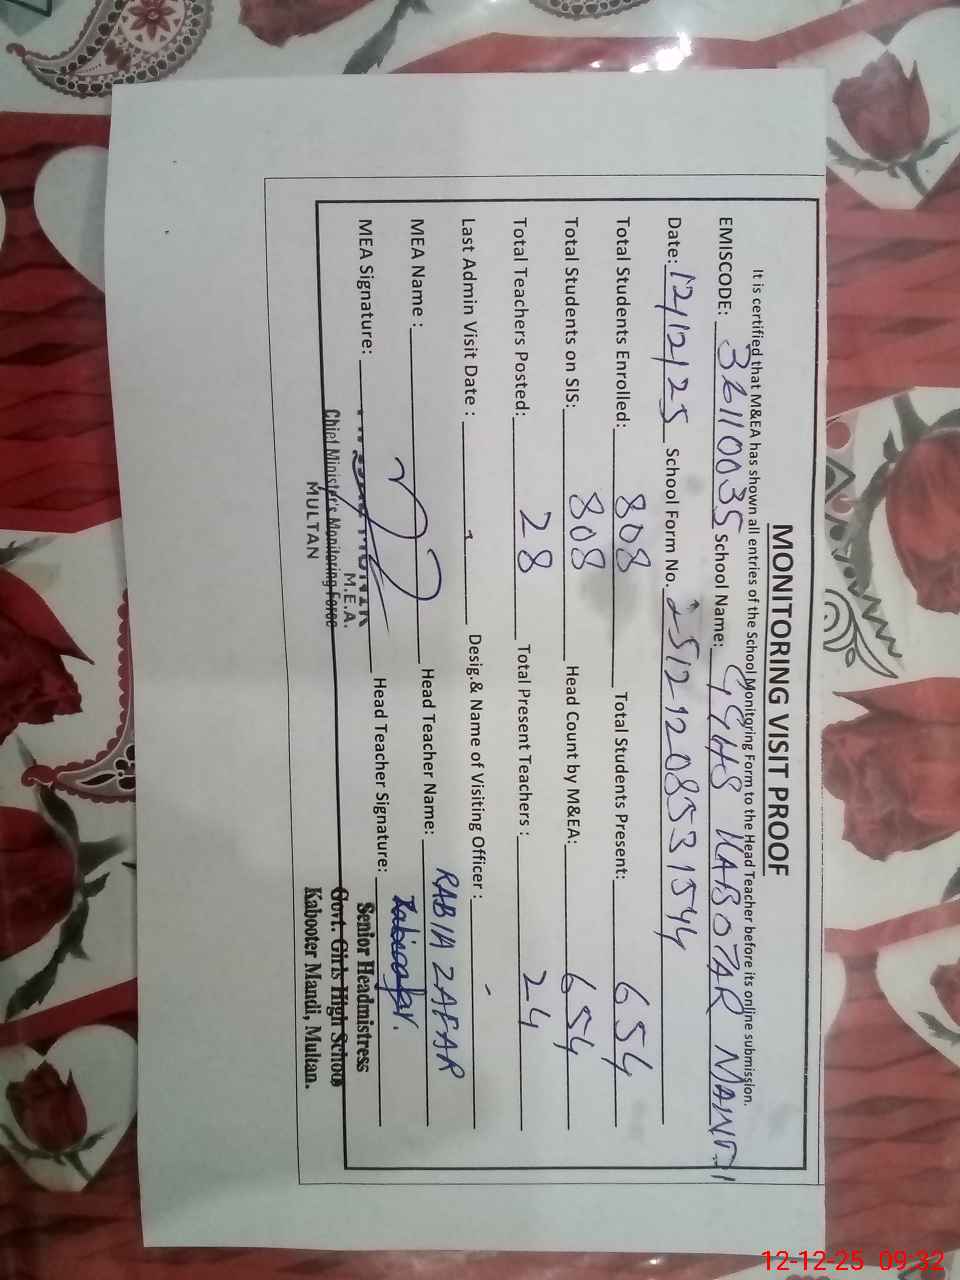 MONITORING VISIT PROOF
It is certified that M&EA has shown all entries of the School Monitoring Form to the Head Teacher before its online submission.
EMISCODE: 36110035 School Name: GGHS KABOTAR MANDI
Date: 12/12/25 School Form No. 25121208531544
Total Students Enrolled: 808 Total Students Present: 654
Total Students on SIS: 808 Head Count by M&EA: 654
Total Teachers Posted: 28 Total Present Teachers : 24
Last Admin Visit Date : - Desig.& Name of Visiting Officer : -
MEA Name : Head Teacher Name: RABIA ZAFAR
MEA Signature: Head Teacher Signature: Rabiazafar.
M.E.A.
Chief Minister's Monitoring Force
MULTAN
Senior Headmistress
Govt. Girls High School
Kabooter Mandi, Multan.
12-12-25 09:32